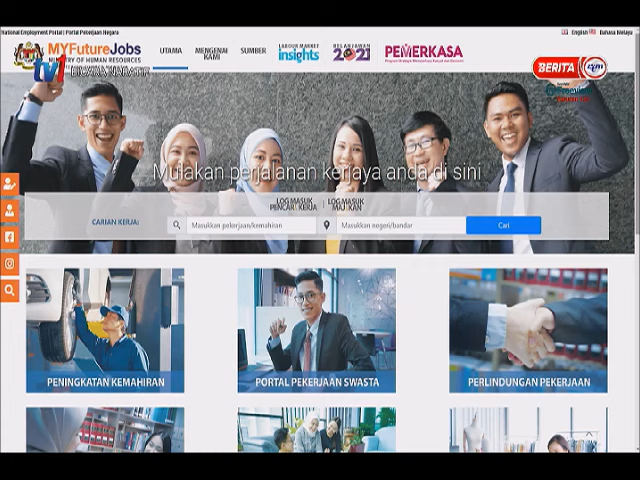 National Employment Portal | Portal Pekerjaan Negara
English
Bahasa Melayu
MYFutureJobs
MINISTRY OF HUMAN RESOURCES
UTAMA
MENGENAI KAMI
SUMBER
LABOUR MARKET
insights
BELANJAWAN
2021
PEMERKASA
tv1
BERITA
Mulakan perjalanan kerjaya anda di sini
LOG MASUK PENCARI KERJA
LOG MASUK MAJIKAN
CARIAN KERJA:
Masukkan pekerjaan/kemahiran
Masukkan negeri/bandar
Cari
PENINGKATAN KEMAHIRAN
PORTAL PEKERJAAN SWASTA
PERLINDUNGAN PEKERJAAN